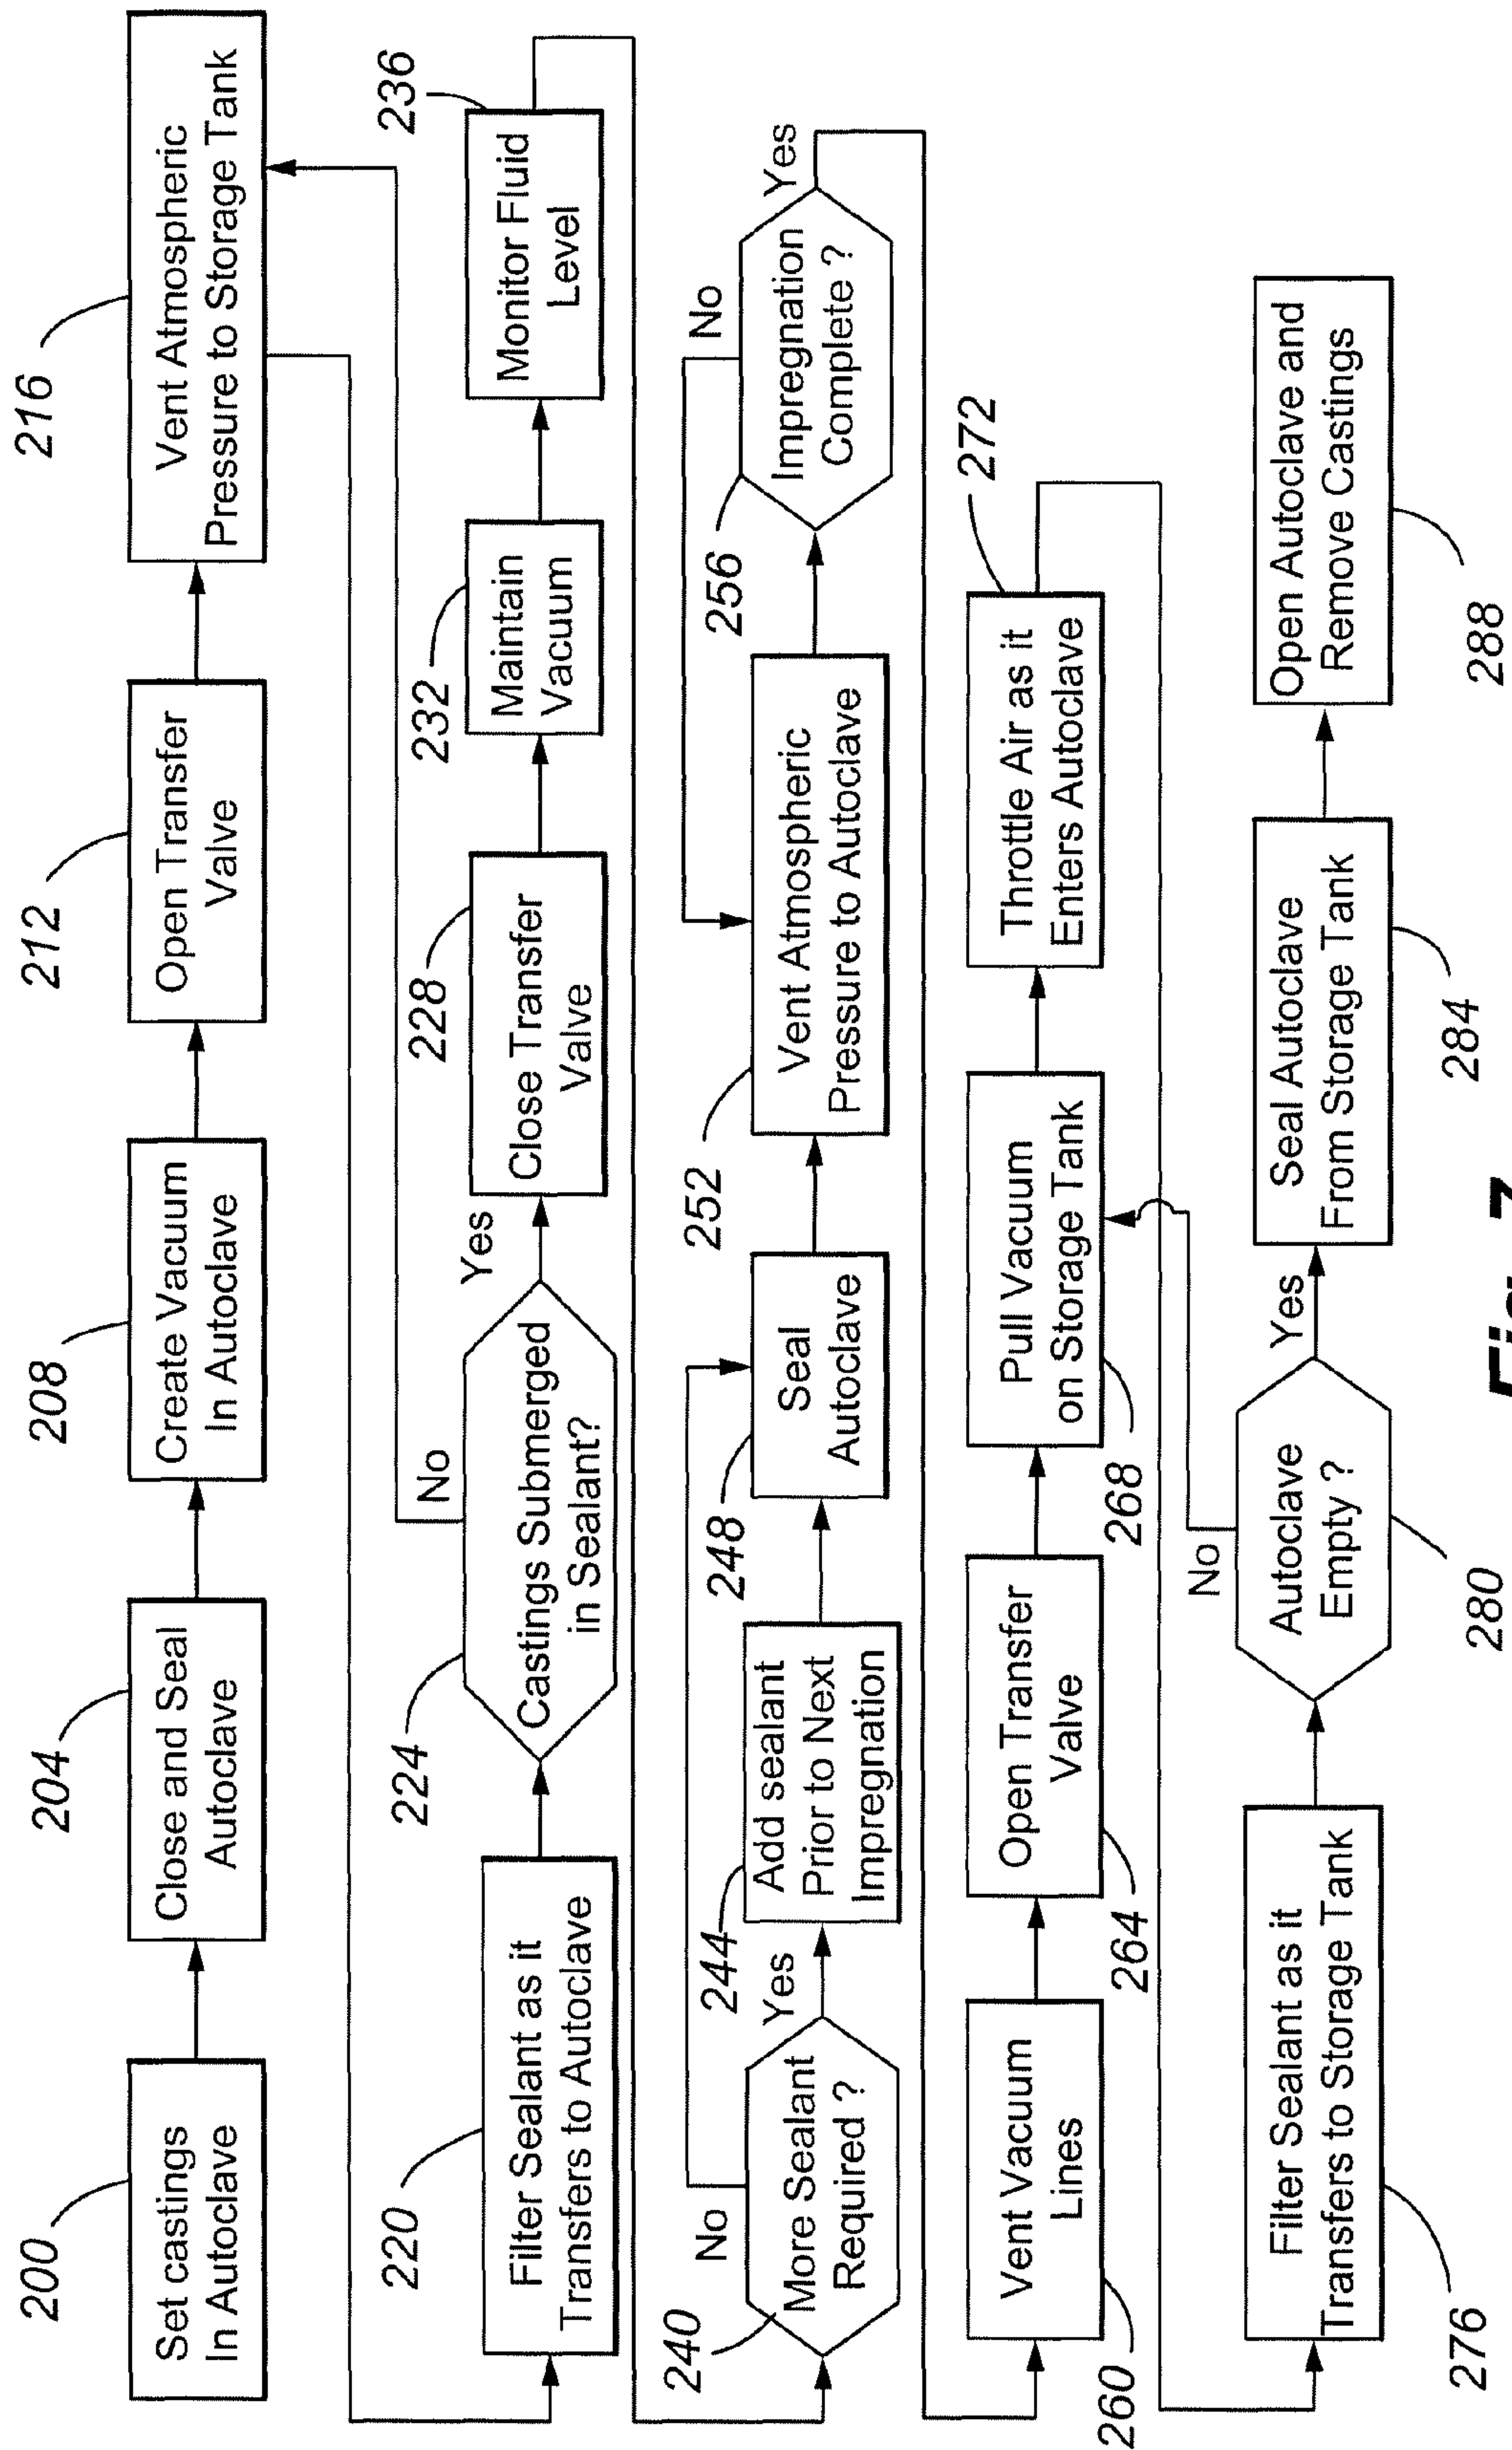 200
Set castings
In Autoclave
204
Close and Seal
Autoclave
208
Create Vacuum
In Autoclave
212
Open Transfer
Valve
216
Vent Atmospheric
Pressure to Storage Tank
220
Filter Sealant as it
Transfers to Autoclave
224
Castings Submerged
in Sealant?
No
Yes
228
Close Transfer
Valve
232
Maintain
Vacuum
236
Monitor Fluid
Level
240
More Sealant
Required ?
No
Yes
244
Add sealant
Prior to Next
Impregnation
248
Seal
Autoclave
252
Vent Atmospheric
Pressure to Autoclave
256
Impregnation
Complete ?
No
Yes
260
Vent Vacuum
Lines
264
Open Transfer
Valve
268
Pull Vacuum
on Storage Tank
272
Throttle Air as it
Enters Autoclave
276
Filter Sealant as it
Transfers to Storage Tank
280
Autoclave
Empty ?
No
Yes
284
Seal Autoclave
From Storage Tank
288
Open Autoclave and
Remove Castings